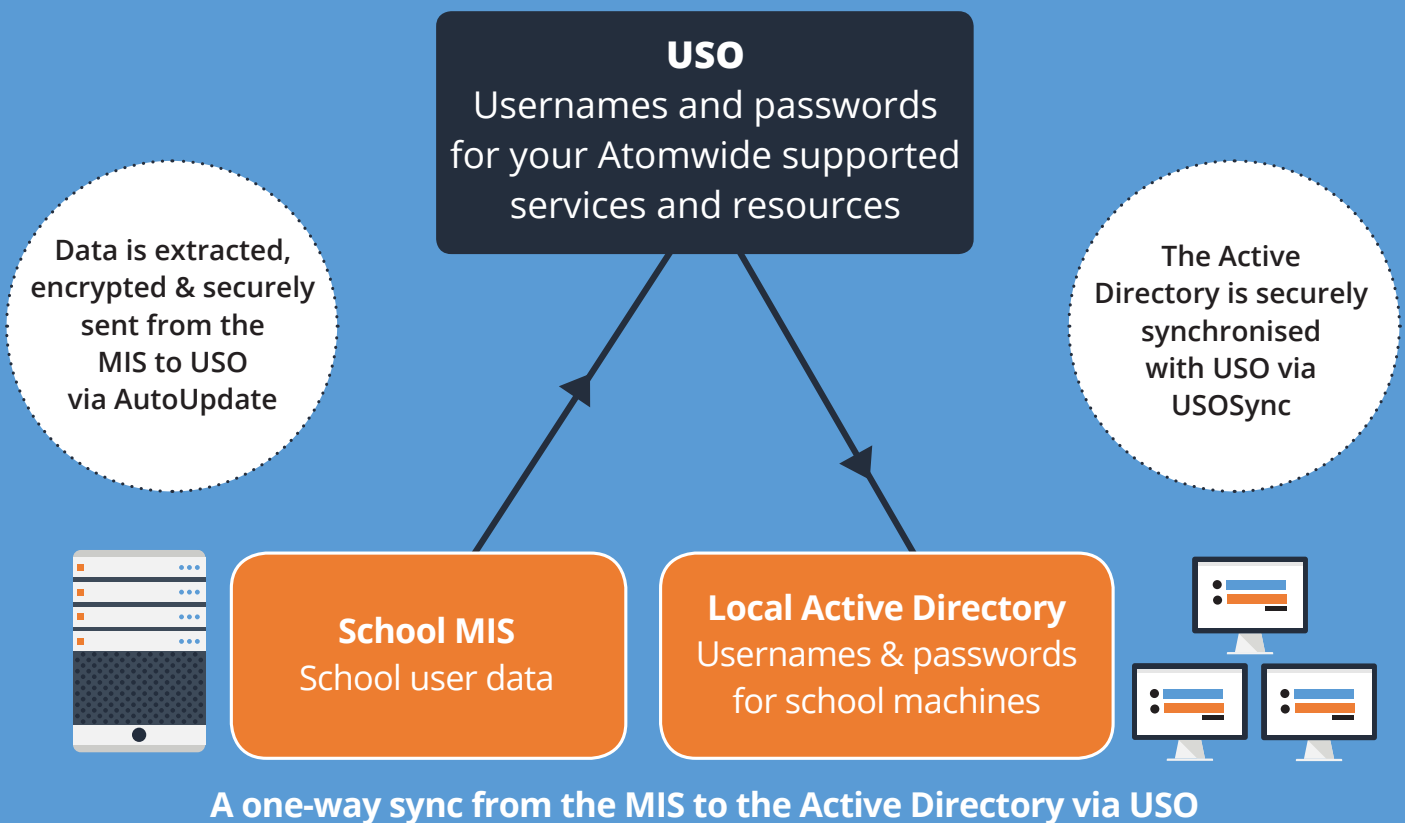 USO
Usernames and passwords
for your Atomwide supported
services and resources
Data is extracted,
encrypted & securely
sent from the
MIS to USO
via AutoUpdate
The Active
Directory is securely
synchronised
with USO via
USOSync
School MIS
School user data
Local Active Directory
Usernames & passwords
for school machines
A one-way sync from the MIS to the Active Directory via USO